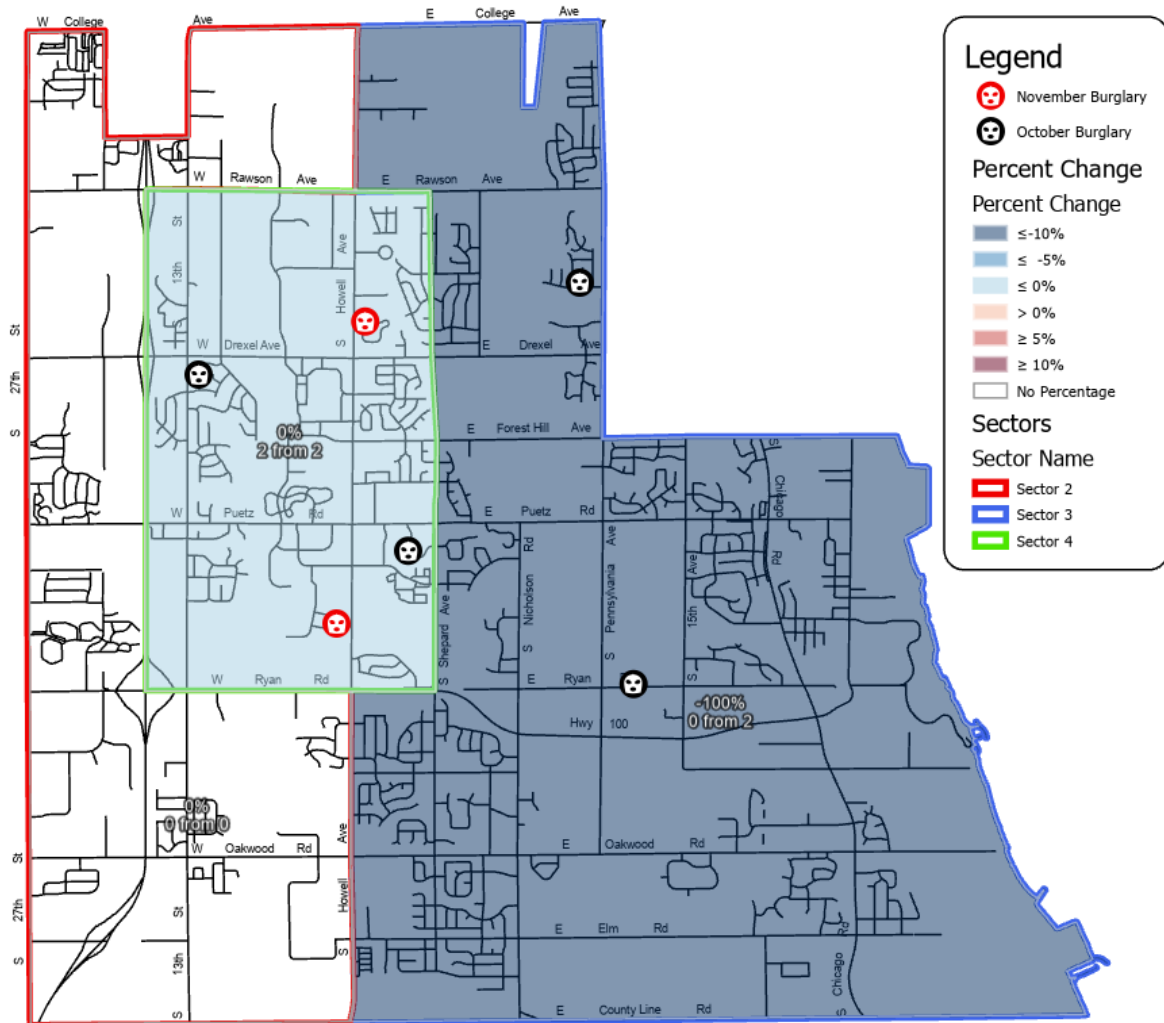 W College Ave
E College Ave
Legend
November Burglary
October Burglary
Percent Change
Percent Change
≤-10%
≤ -5%
≤ 0%
> 0%
≥ 5%
≥ 10%
No Percentage
Sectors
Sector Name
Sector 2
Sector 3
Sector 4
W Rawson Ave
E Rawson Ave
S 13th St
S Howell Ave
S 27th St
W Drexel Ave
E Drexel Ave
0%
2 from 2
E Forest Hill Ave
W Puetz Rd
E Puetz Rd
S Chicago Rd
S Shepard Ave
S Nicholson Rd
S Pennsylvania Ave
S 15th Ave
W Ryan Rd
E Ryan Rd
-100%
0 from 2
Hwy 100
0%
0 from 0
W Oakwood Rd
E Oakwood Rd
S 27th St
S 13th St
S Howell Ave
E Elm Rd
S Chicago Rd
E County Line Rd